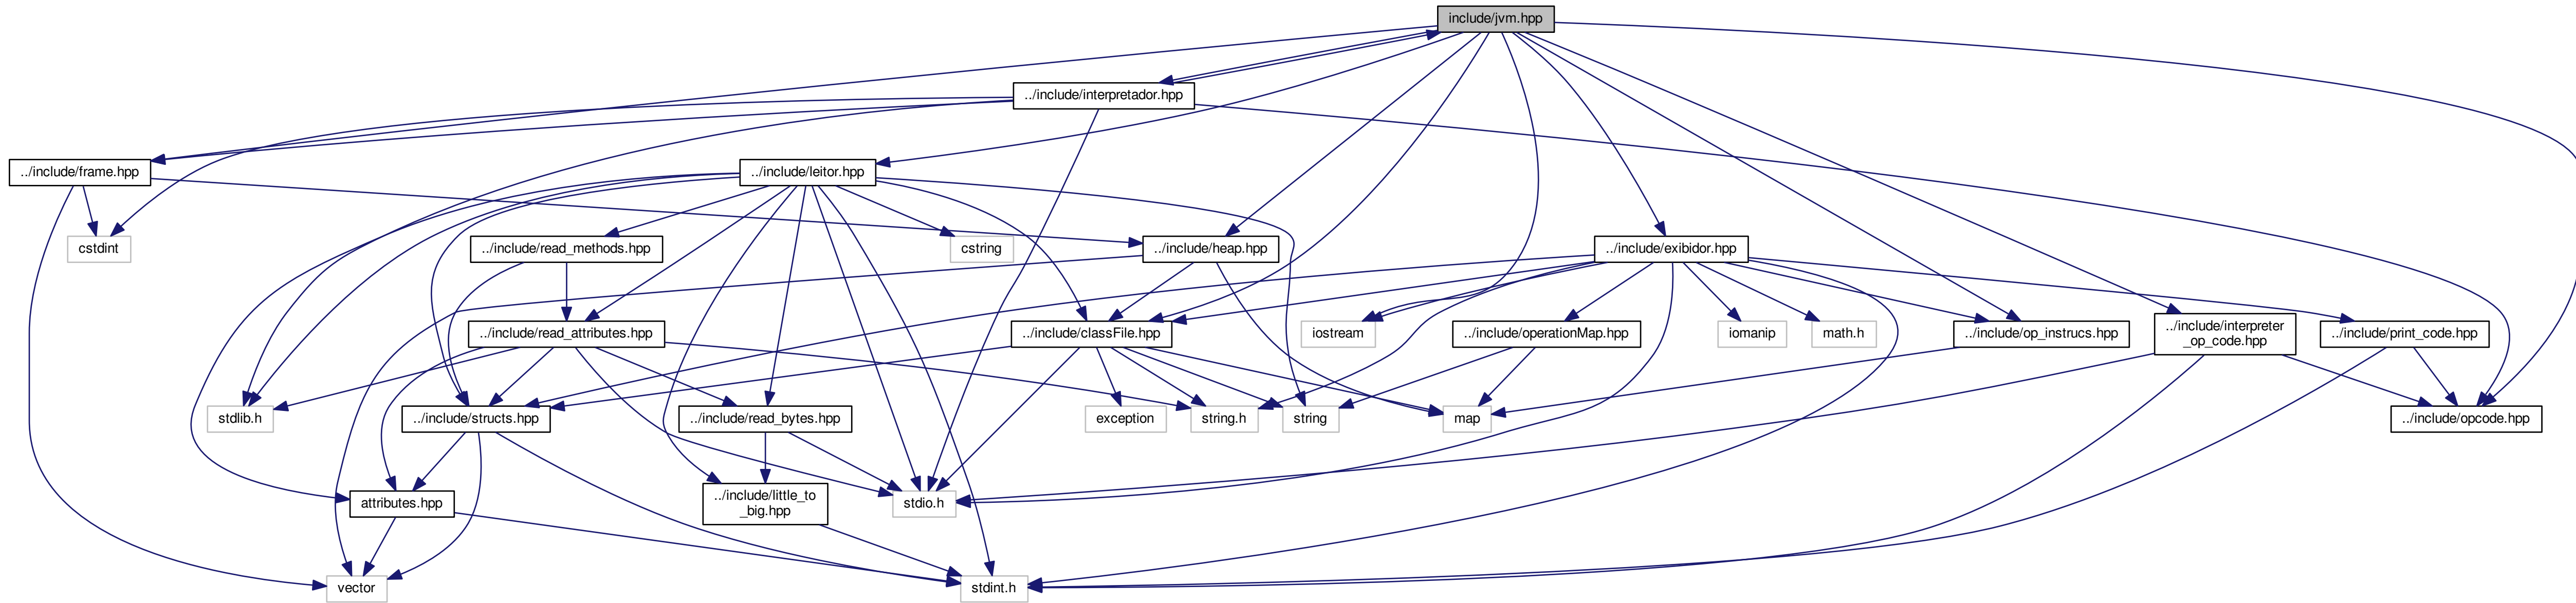 include/jvm.hpp
../include/interpretador.hpp
../include/frame.hpp
../include/leitor.hpp
cstdint
../include/read_methods.hpp
cstring
../include/heap.hpp
../include/exibidor.hpp
../include/read_attributes.hpp
../include/classFile.hpp
iostream
../include/operationMap.hpp
iomanip
math.h
../include/op_instrucs.hpp
../include/interpreter
_op_code.hpp
../include/print_code.hpp
stdlib.h
../include/structs.hpp
../include/read_bytes.hpp
exception
string.h
string
map
../include/opcode.hpp
attributes.hpp
../include/little_to
_big.hpp
stdio.h
vector
stdint.h